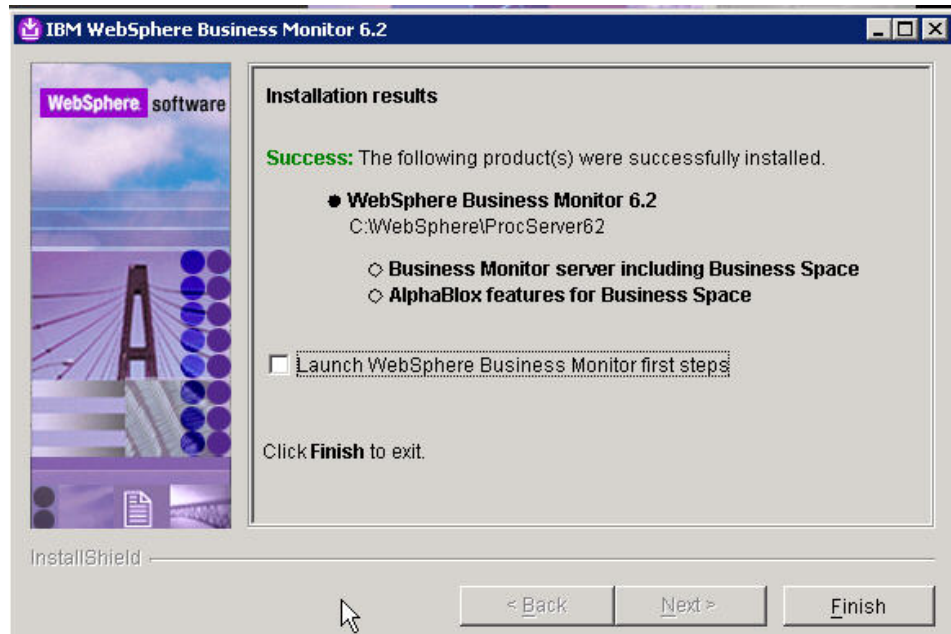 IBM WebSphere Business Monitor 6.2
WebSphere software
Installation results
Success: The following product(s) were successfully installed.
WebSphere Business Monitor 6.2
C:\WebSphere\ProcServer62
Business Monitor server including Business Space
AlphaBlox features for Business Space
Launch WebSphere Business Monitor first steps
Click Finish to exit.
InstallShield
< Back Next > Finish